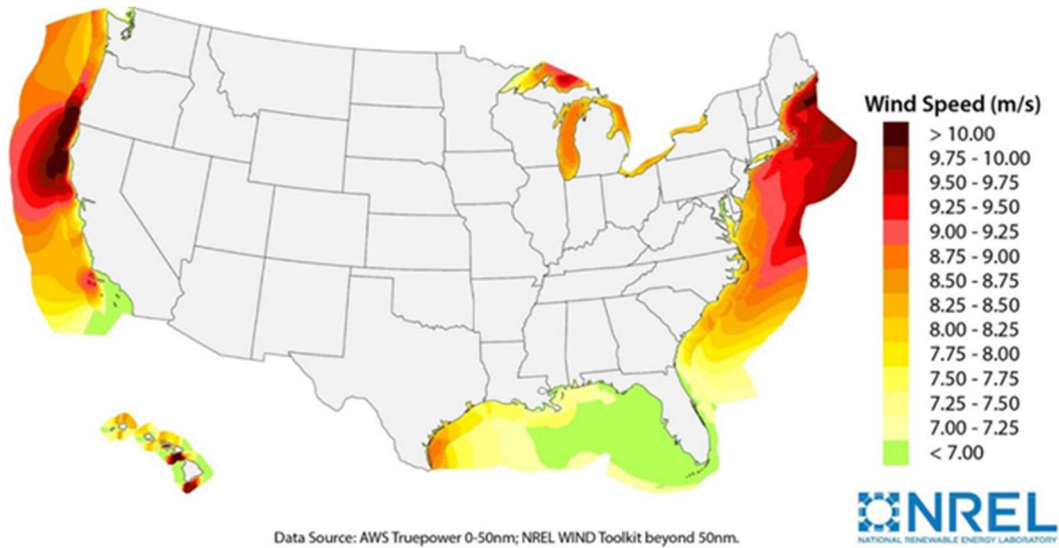 Wind Speed (m/s)
> 10.00
9.75 - 10.00
9.50 - 9.75
9.25 - 9.50
9.00 - 9.25
8.75 - 9.00
8.50 - 8.75
8.25 - 8.50
8.00 - 8.25
7.75 - 8.00
7.50 - 7.75
7.25 - 7.50
7.00 - 7.25
< 7.00
NREL
NATIONAL RENEWABLE ENERGY LABORATORY
Data Source: AWS Truepower 0-50nm; NREL WIND Toolkit beyond 50nm.